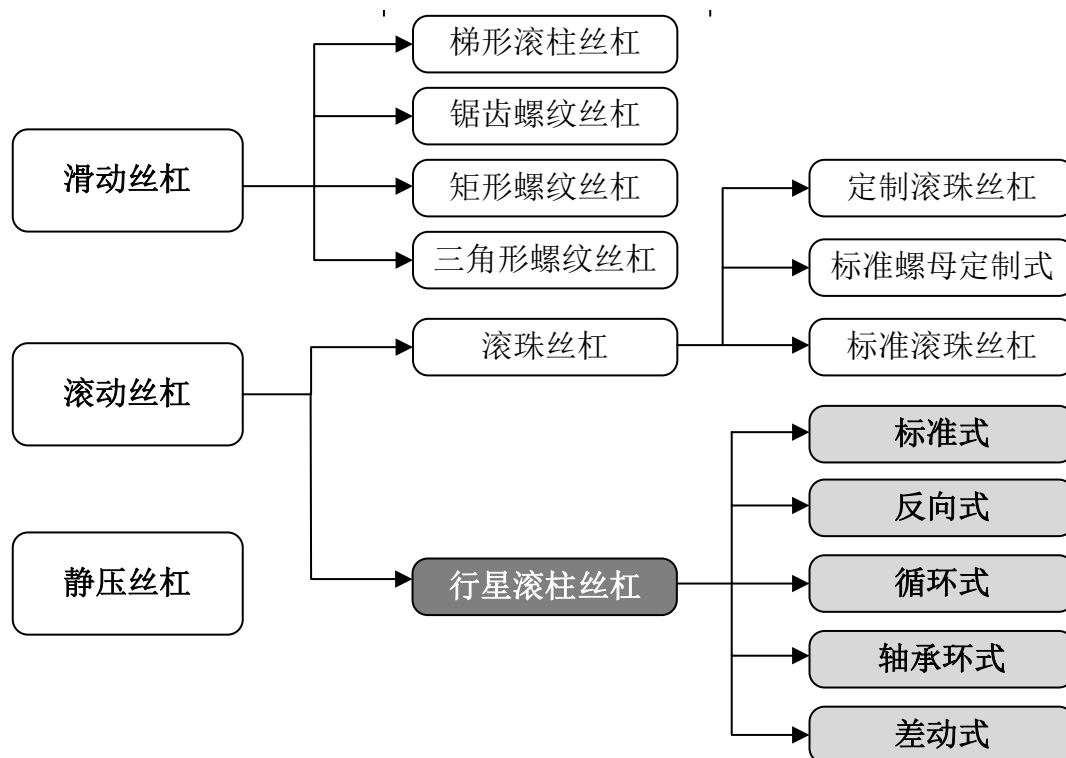 滑动丝杠
滚动丝杠
静压丝杠
梯形滚柱丝杠
锯齿螺纹丝杠
矩形螺纹丝杠
三角形螺纹丝杠
滚珠丝杠
行星滚柱丝杠
定制滚珠丝杠
标准螺母定制式
标准滚珠丝杠
标准式
反向式
循环式
轴承环式
差动式